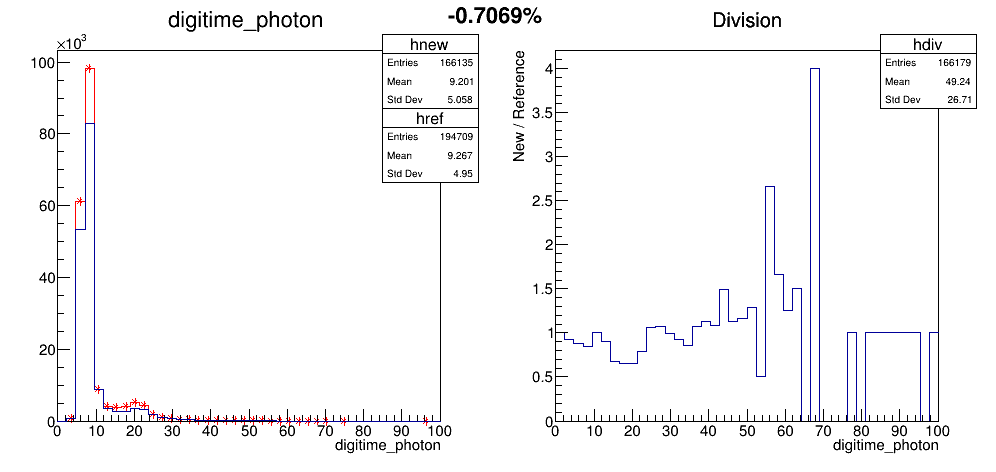 -0.7069%
digitime_photon
×10³
hnew
Entries 166135
Mean 9.201
Std Dev 5.058
href
Entries 194709
Mean 9.267
Std Dev 4.95
100
80
60
40
20
0
0 10 20 30 40 50 60 70 80 90 100
digitime_photon
Division
hdiv
Entries 166179
Mean 49.24
Std Dev 26.71
New / Reference
4
3.5
3
2.5
2
1.5
1
0.5
0
0 10 20 30 40 50 60 70 80 90 100
digitime_photon